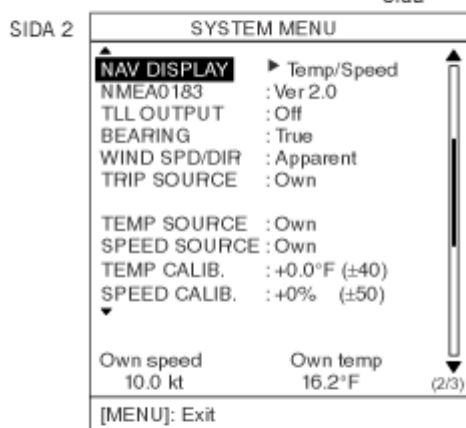 SIDA 2
SYSTEM MENU
NAV DISPLAY ▶ Temp/Speed
NMEA0183 : Ver 2.0
TLL OUTPUT : Off
BEARING : True
WIND SPD/DIR : Apparent
TRIP SOURCE : Own
TEMP SOURCE : Own
SPEED SOURCE : Own
TEMP CALIB. : +0.0°F (±40)
SPEED CALIB. : +0% (±50)
Own speed Own temp
10.0 kt 16.2°F (2/3)
[MENU]: Exit